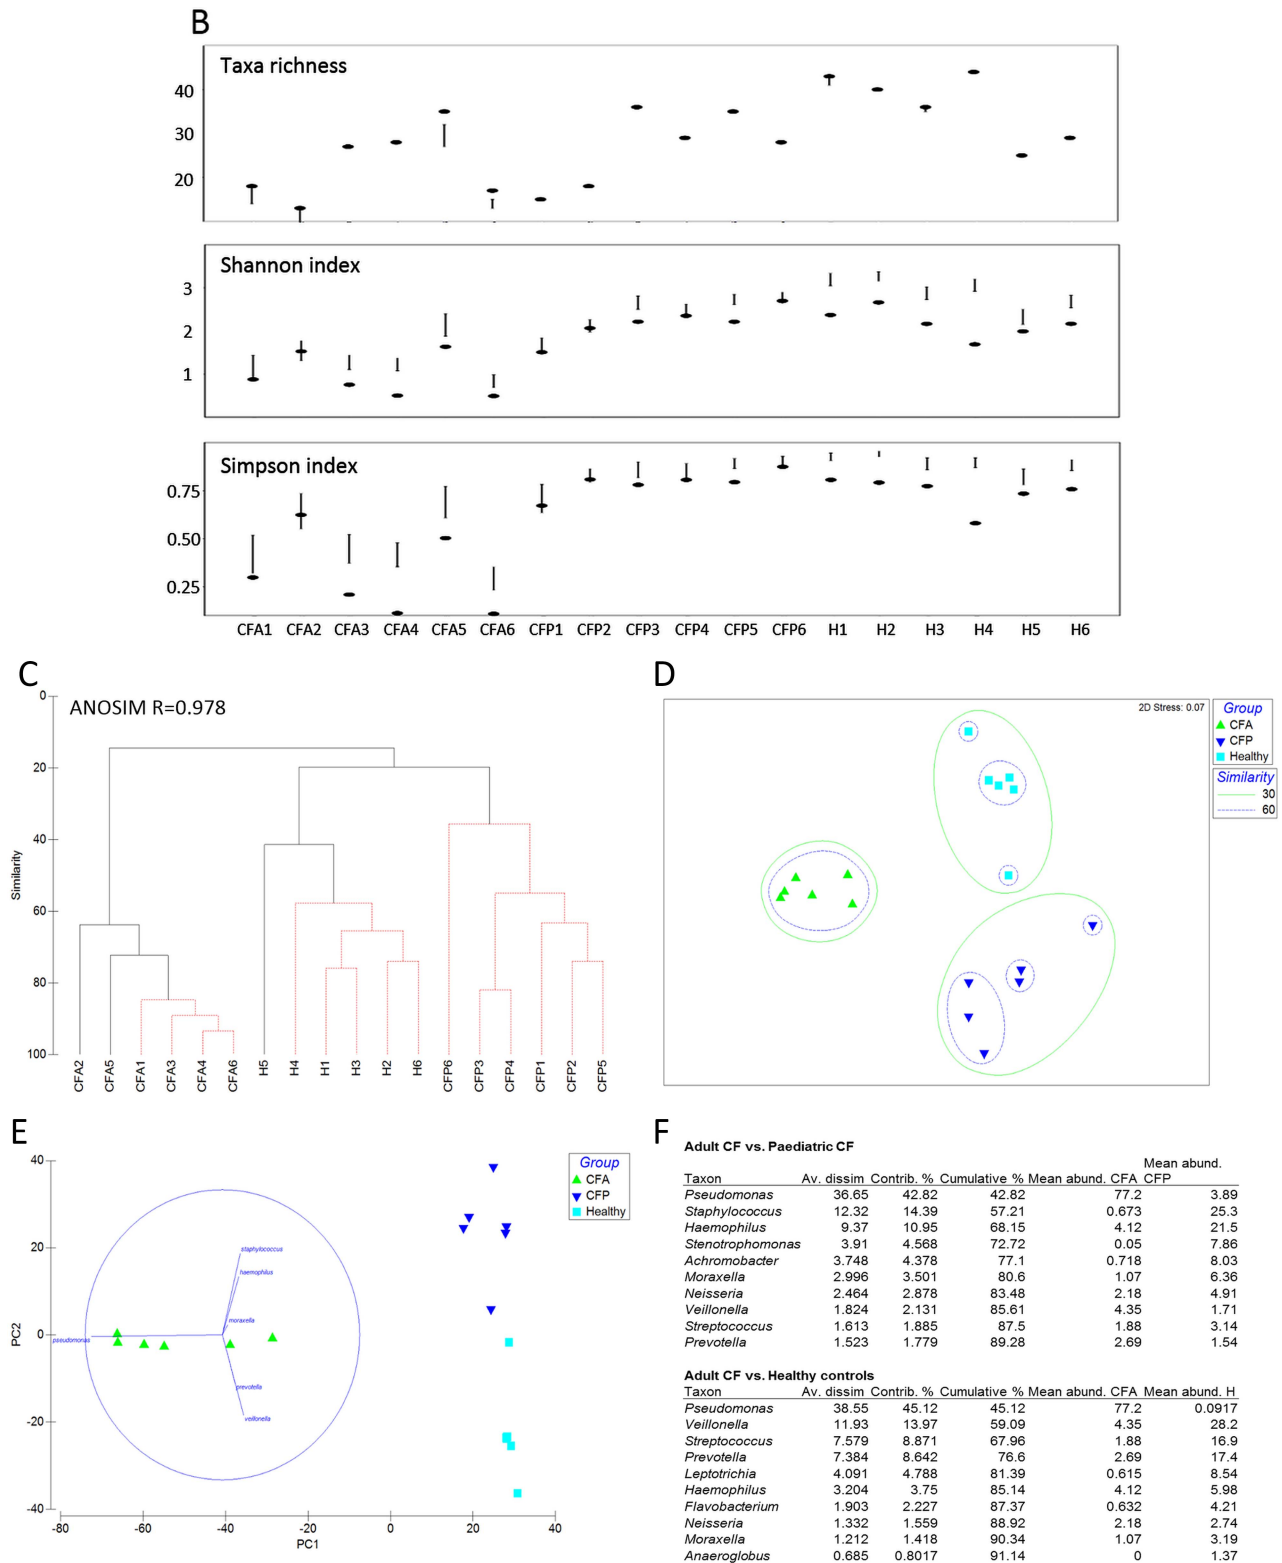 B
Taxa richness
40
30
20
Shannon index
3
2
1
Simpson index
0.75
0.50
0.25
CFA1 CFA2 CFA3 CFA4 CFA5 CFA6 CFP1 CFP2 CFP3 CFP4 CFP5 CFP6 H1 H2 H3 H4 H5 H6
C
ANOSIM R=0.978
Similarity
0
20
40
60
80
100
CFA2 CFA5 CFA1 CFA3 CFA4 CFA6 H5 H4 H1 H3 H2 H6 CFP6 CFP3 CFP4 CFP1 CFP2 CFP5
D
2D Stress: 0.07
Group
CFA
CFP
Healthy
Similarity
30
60
E
PC2
40
20
0
-20
-40
staphylococcus
haemophilus
moraxella
pseudomonas
prevotella
veillonella
Group
CFA
CFP
Healthy
-80 -60 -40 -20 0 20 40
PC1
F
Adult CF vs. Paediatric CF
Mean abund.
Taxon Av. dissim Contrib. % Cumulative % Mean abund. CFA CFP
Pseudomonas 36.65 42.82 42.82 77.2 3.89
Staphylococcus 12.32 14.39 57.21 0.673 25.3
Haemophilus 9.37 10.95 68.15 4.12 21.5
Stenotrophomonas 3.91 4.568 72.72 0.05 7.86
Achromobacter 3.748 4.378 77.1 0.718 8.03
Moraxella 2.996 3.501 80.6 1.07 6.36
Neisseria 2.464 2.878 83.48 2.18 4.91
Veillonella 1.824 2.131 85.61 4.35 1.71
Streptococcus 1.613 1.885 87.5 1.88 3.14
Prevotella 1.523 1.779 89.28 2.69 1.54
Adult CF vs. Healthy controls
Taxon Av. dissim Contrib. % Cumulative % Mean abund. CFA Mean abund. H
Pseudomonas 38.55 45.12 45.12 77.2 0.0917
Veillonella 11.93 13.97 59.09 4.35 28.2
Streptococcus 7.579 8.871 67.96 1.88 16.9
Prevotella 7.384 8.642 76.6 2.69 17.4
Leptotrichia 4.091 4.788 81.39 0.615 8.54
Haemophilus 3.204 3.75 85.14 4.12 5.98
Flavobacterium 1.903 2.227 87.37 0.632 4.21
Neisseria 1.332 1.559 88.92 2.18 2.74
Moraxella 1.212 1.418 90.34 1.07 3.19
Anaeroglobus 0.685 0.8017 91.14 0 1.37